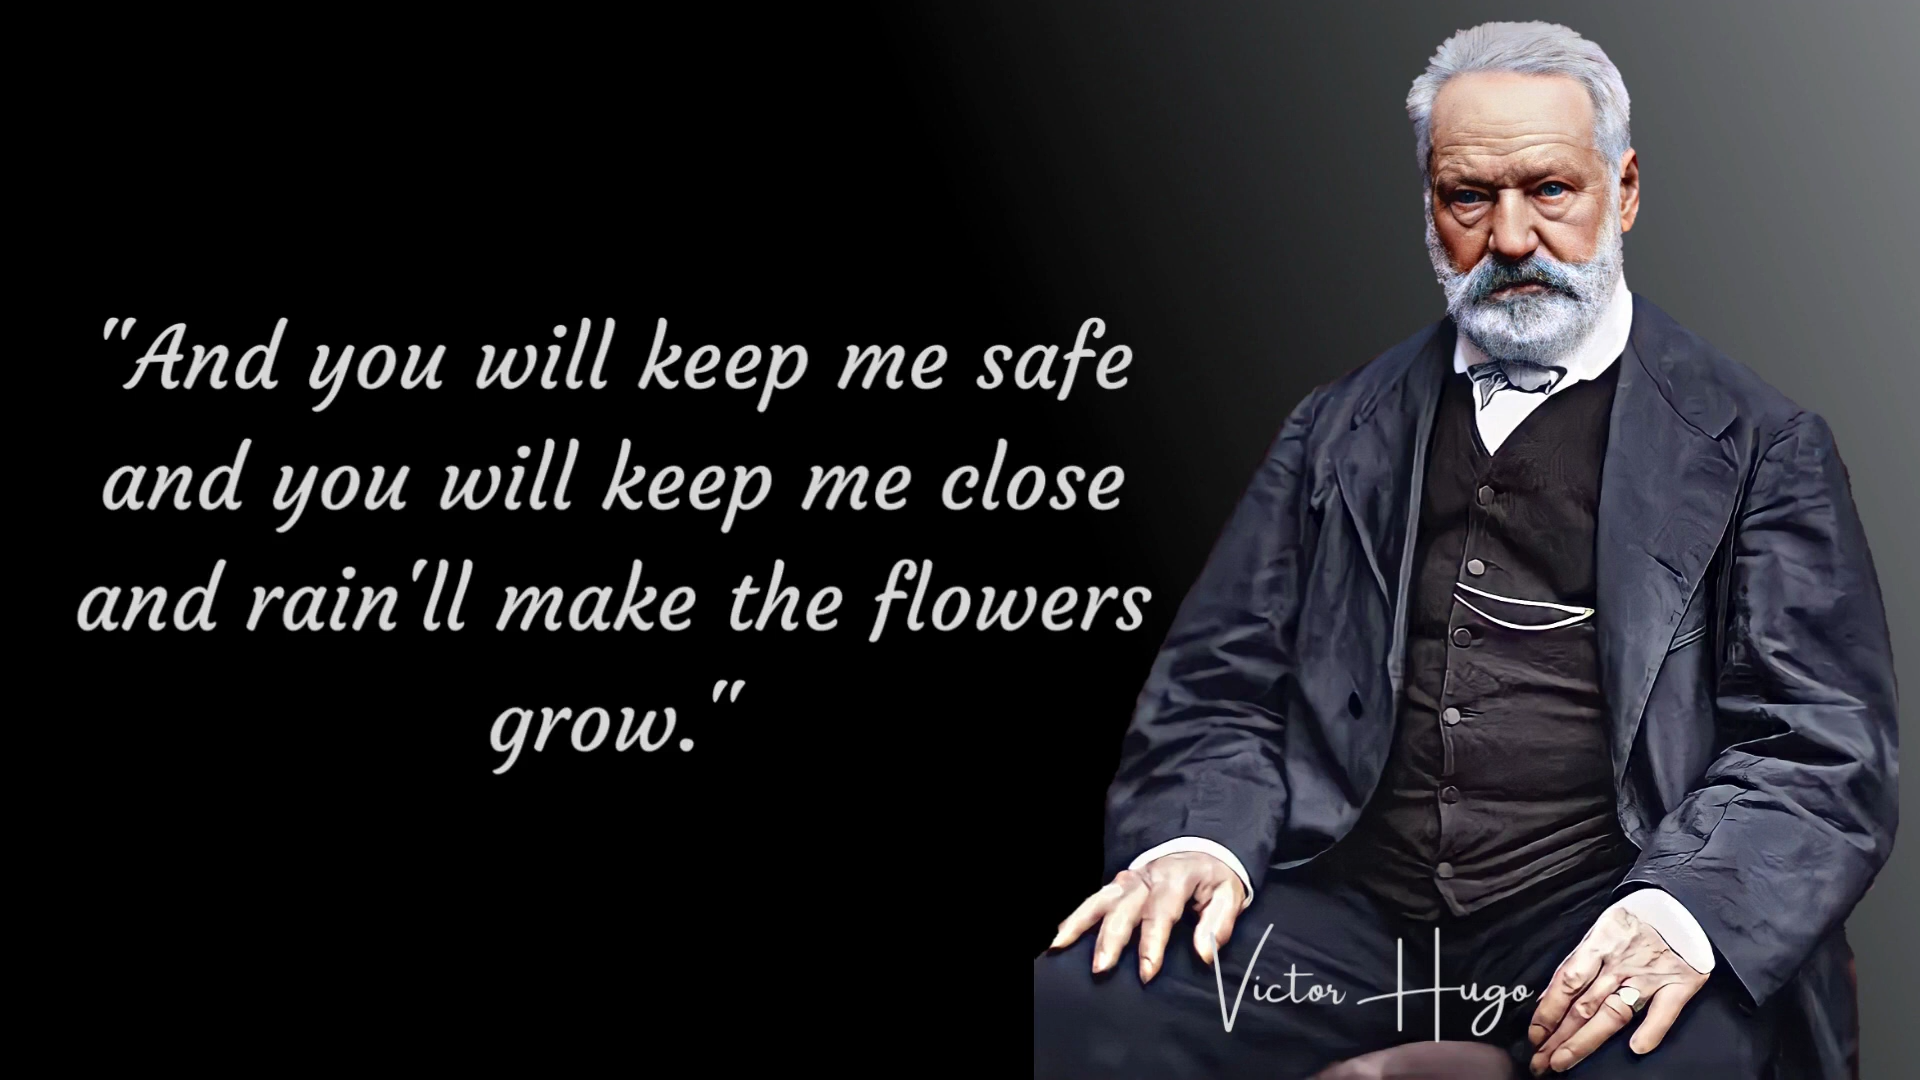 "And you will keep me safe
and you will keep me close
and rain'll make the flowers
grow."
Victor Hugo